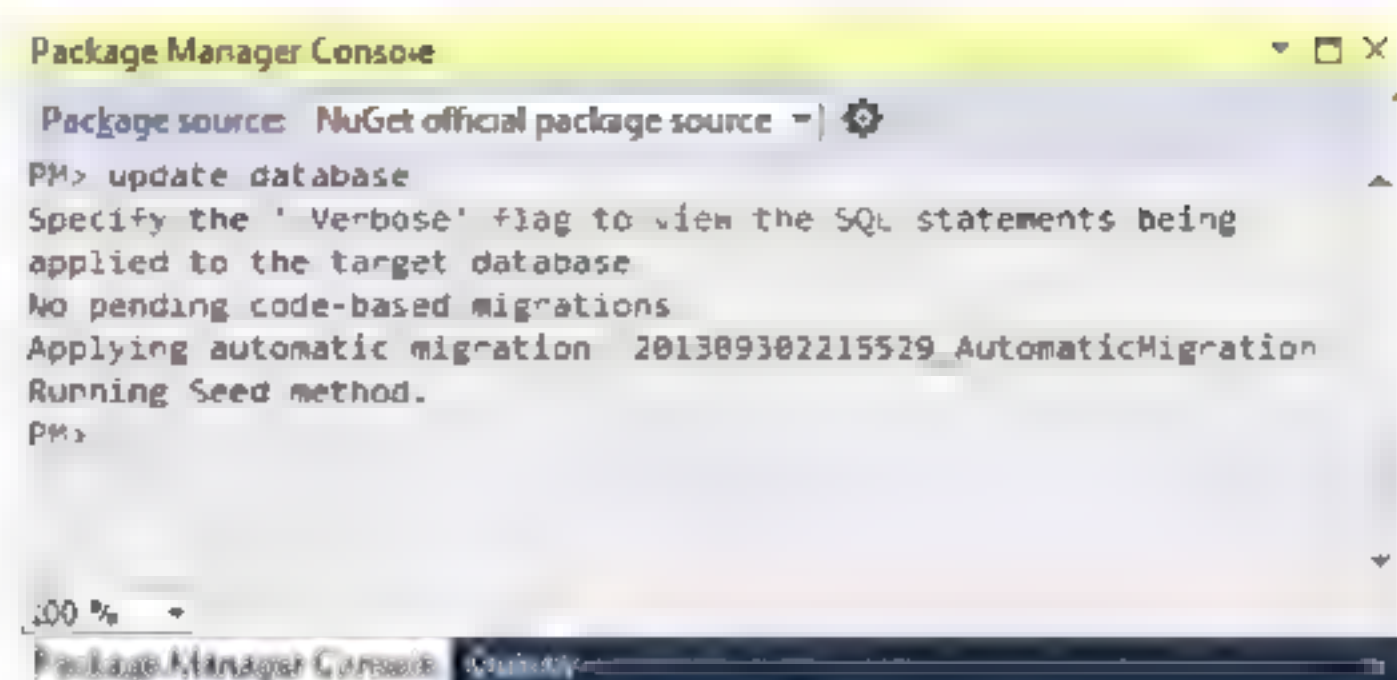 Package Manager Console
Package source: NuGet official package source
PM> update database
Specify the ' Verbose' flag to view the SQL statements being
applied to the target database
No pending code-based migrations
Applying automatic migration 201309302215529_AutomaticMigration
Running Seed method.
PM>
100 %
Package Manager Console